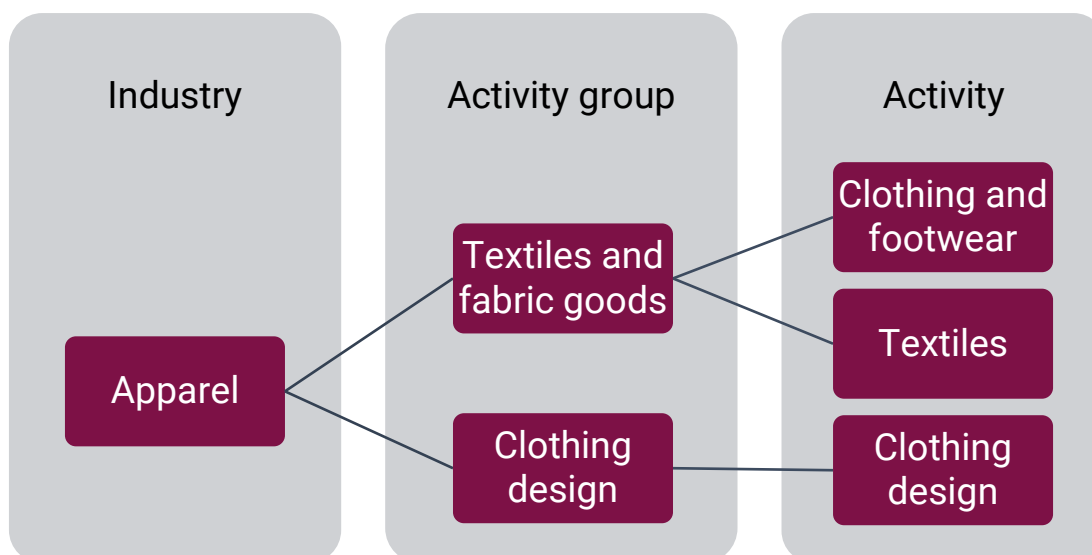 Industry
Activity group
Activity
Apparel
Textiles and
fabric goods
Clothing
design
Clothing and
footwear
Textiles
Clothing
design